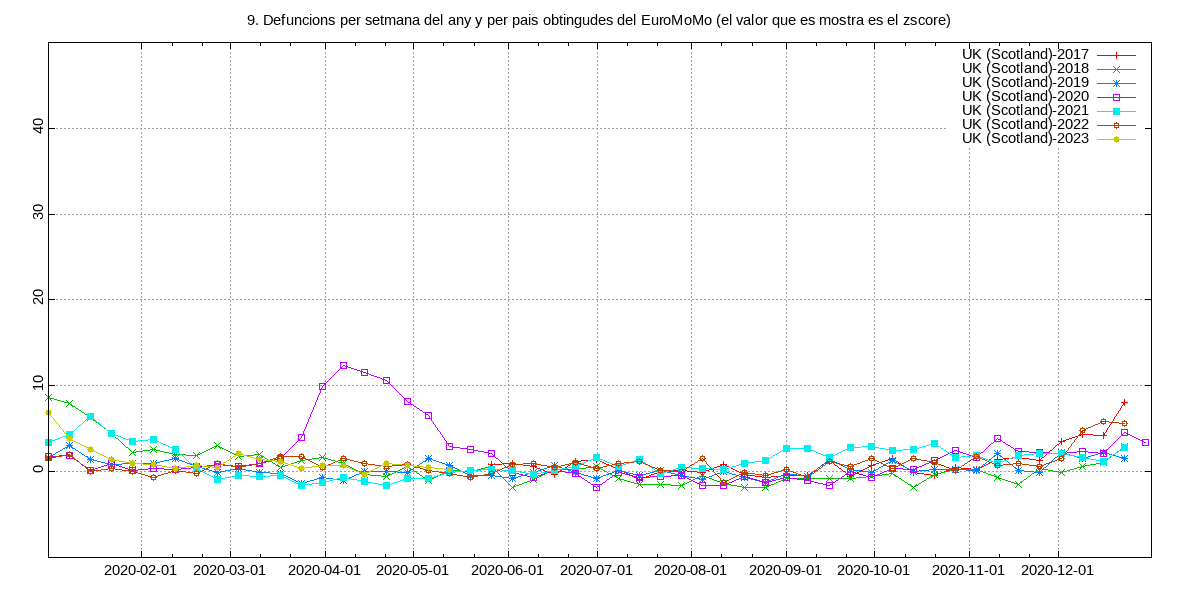 9. Defuncions per setmana del any y per pais obtingudes del EuroMoMo (el valor que es mostra es el zscore)
UK (Scotland)-2017
UK (Scotland)-2018
UK (Scotland)-2019
UK (Scotland)-2020
UK (Scotland)-2021
UK (Scotland)-2022
UK (Scotland)-2023
40
30
20
10
0
2020-02-01 2020-03-01 2020-04-01 2020-05-01 2020-06-01 2020-07-01 2020-08-01 2020-09-01 2020-10-01 2020-11-01 2020-12-01